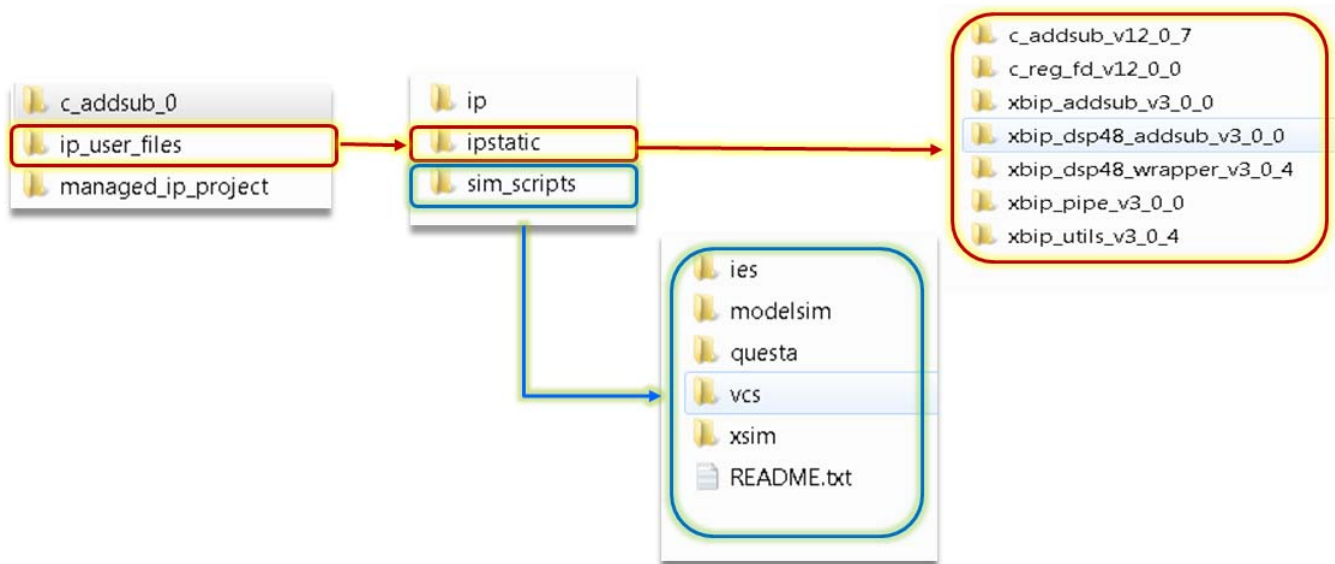 c_addsub_0
ip_user_files
managed_ip_project
ip
ipstatic
sim_scripts
c_addsub_v12_0_7
c_reg_fd_v12_0_0
xbip_addsub_v3_0_0
xbip_dsp48_addsub_v3_0_0
xbip_dsp48_wrapper_v3_0_4
xbip_pipe_v3_0_0
xbip_utils_v3_0_4
ies
modelsim
questa
vcs
xsim
README.txt